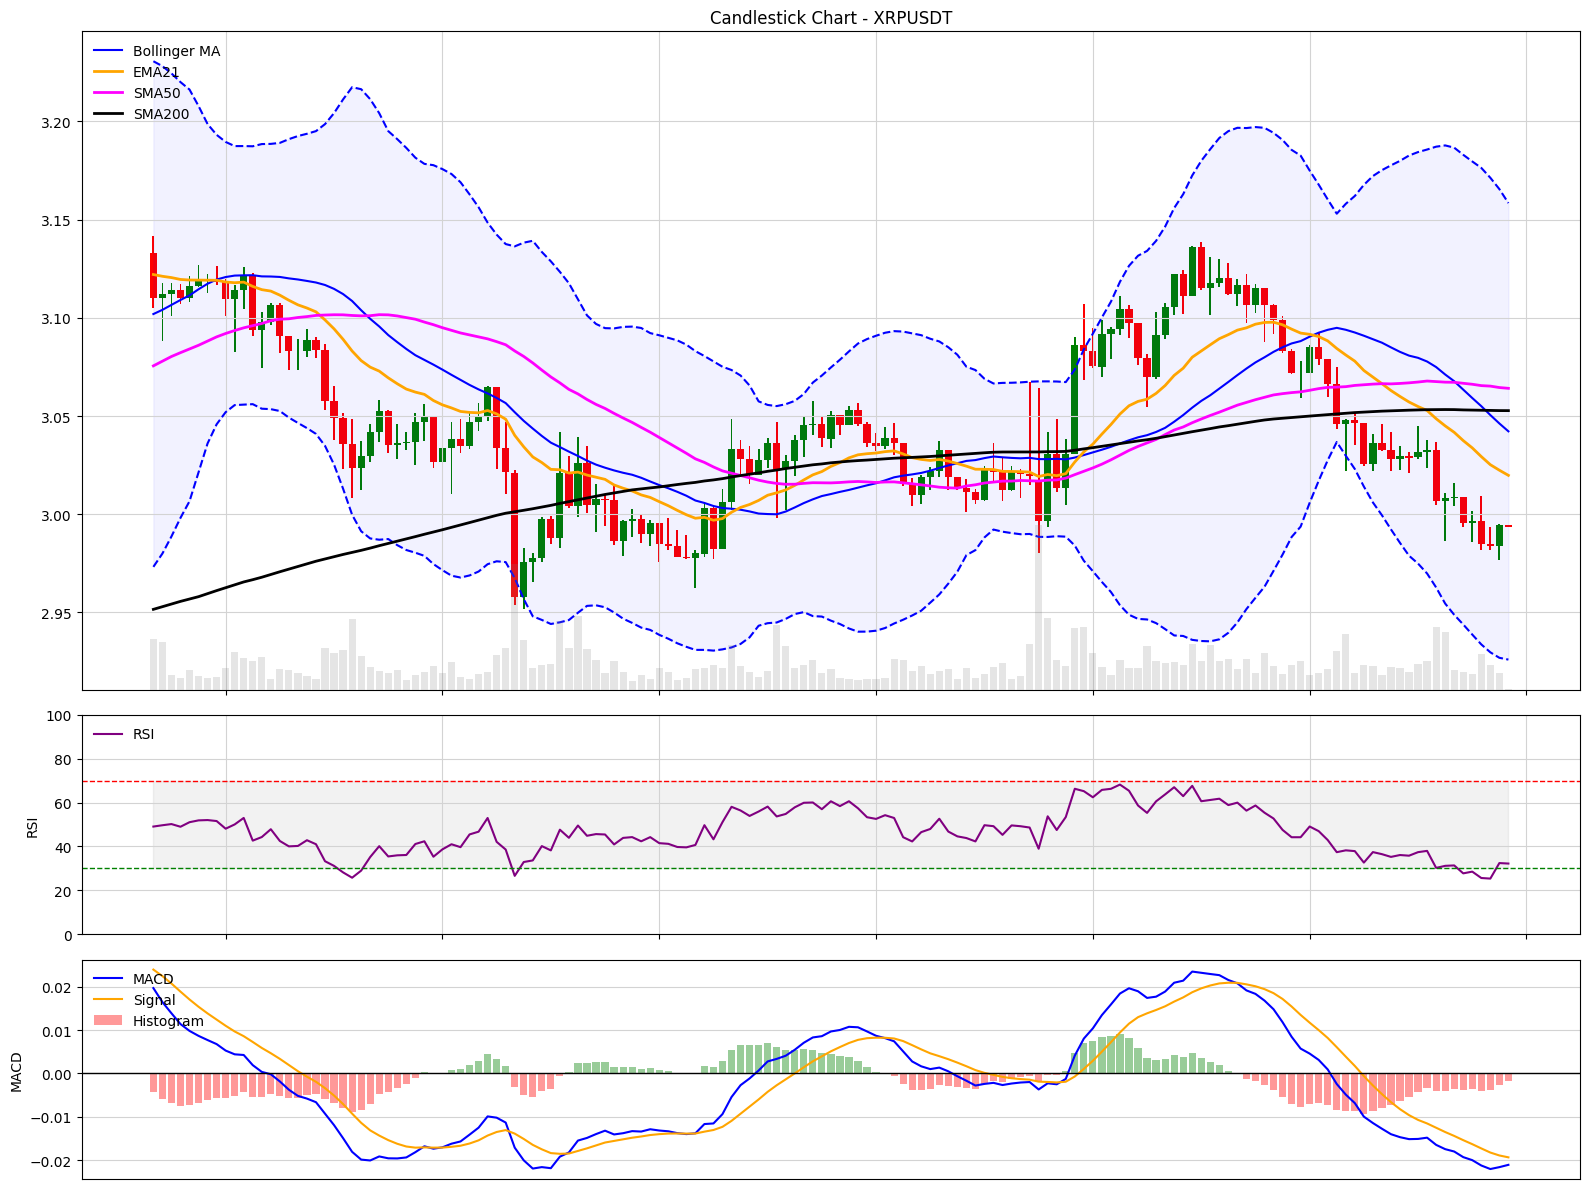 Candlestick Chart - XRPUSDT
Bollinger MA
EMA21
SMA50
SMA200
3.20
3.15
3.10
3.05
3.00
2.95
RSI
100
80
60
40
20
0
RSI
MACD
Signal
Histogram
0.02
0.01
0.00
−0.01
−0.02
MACD